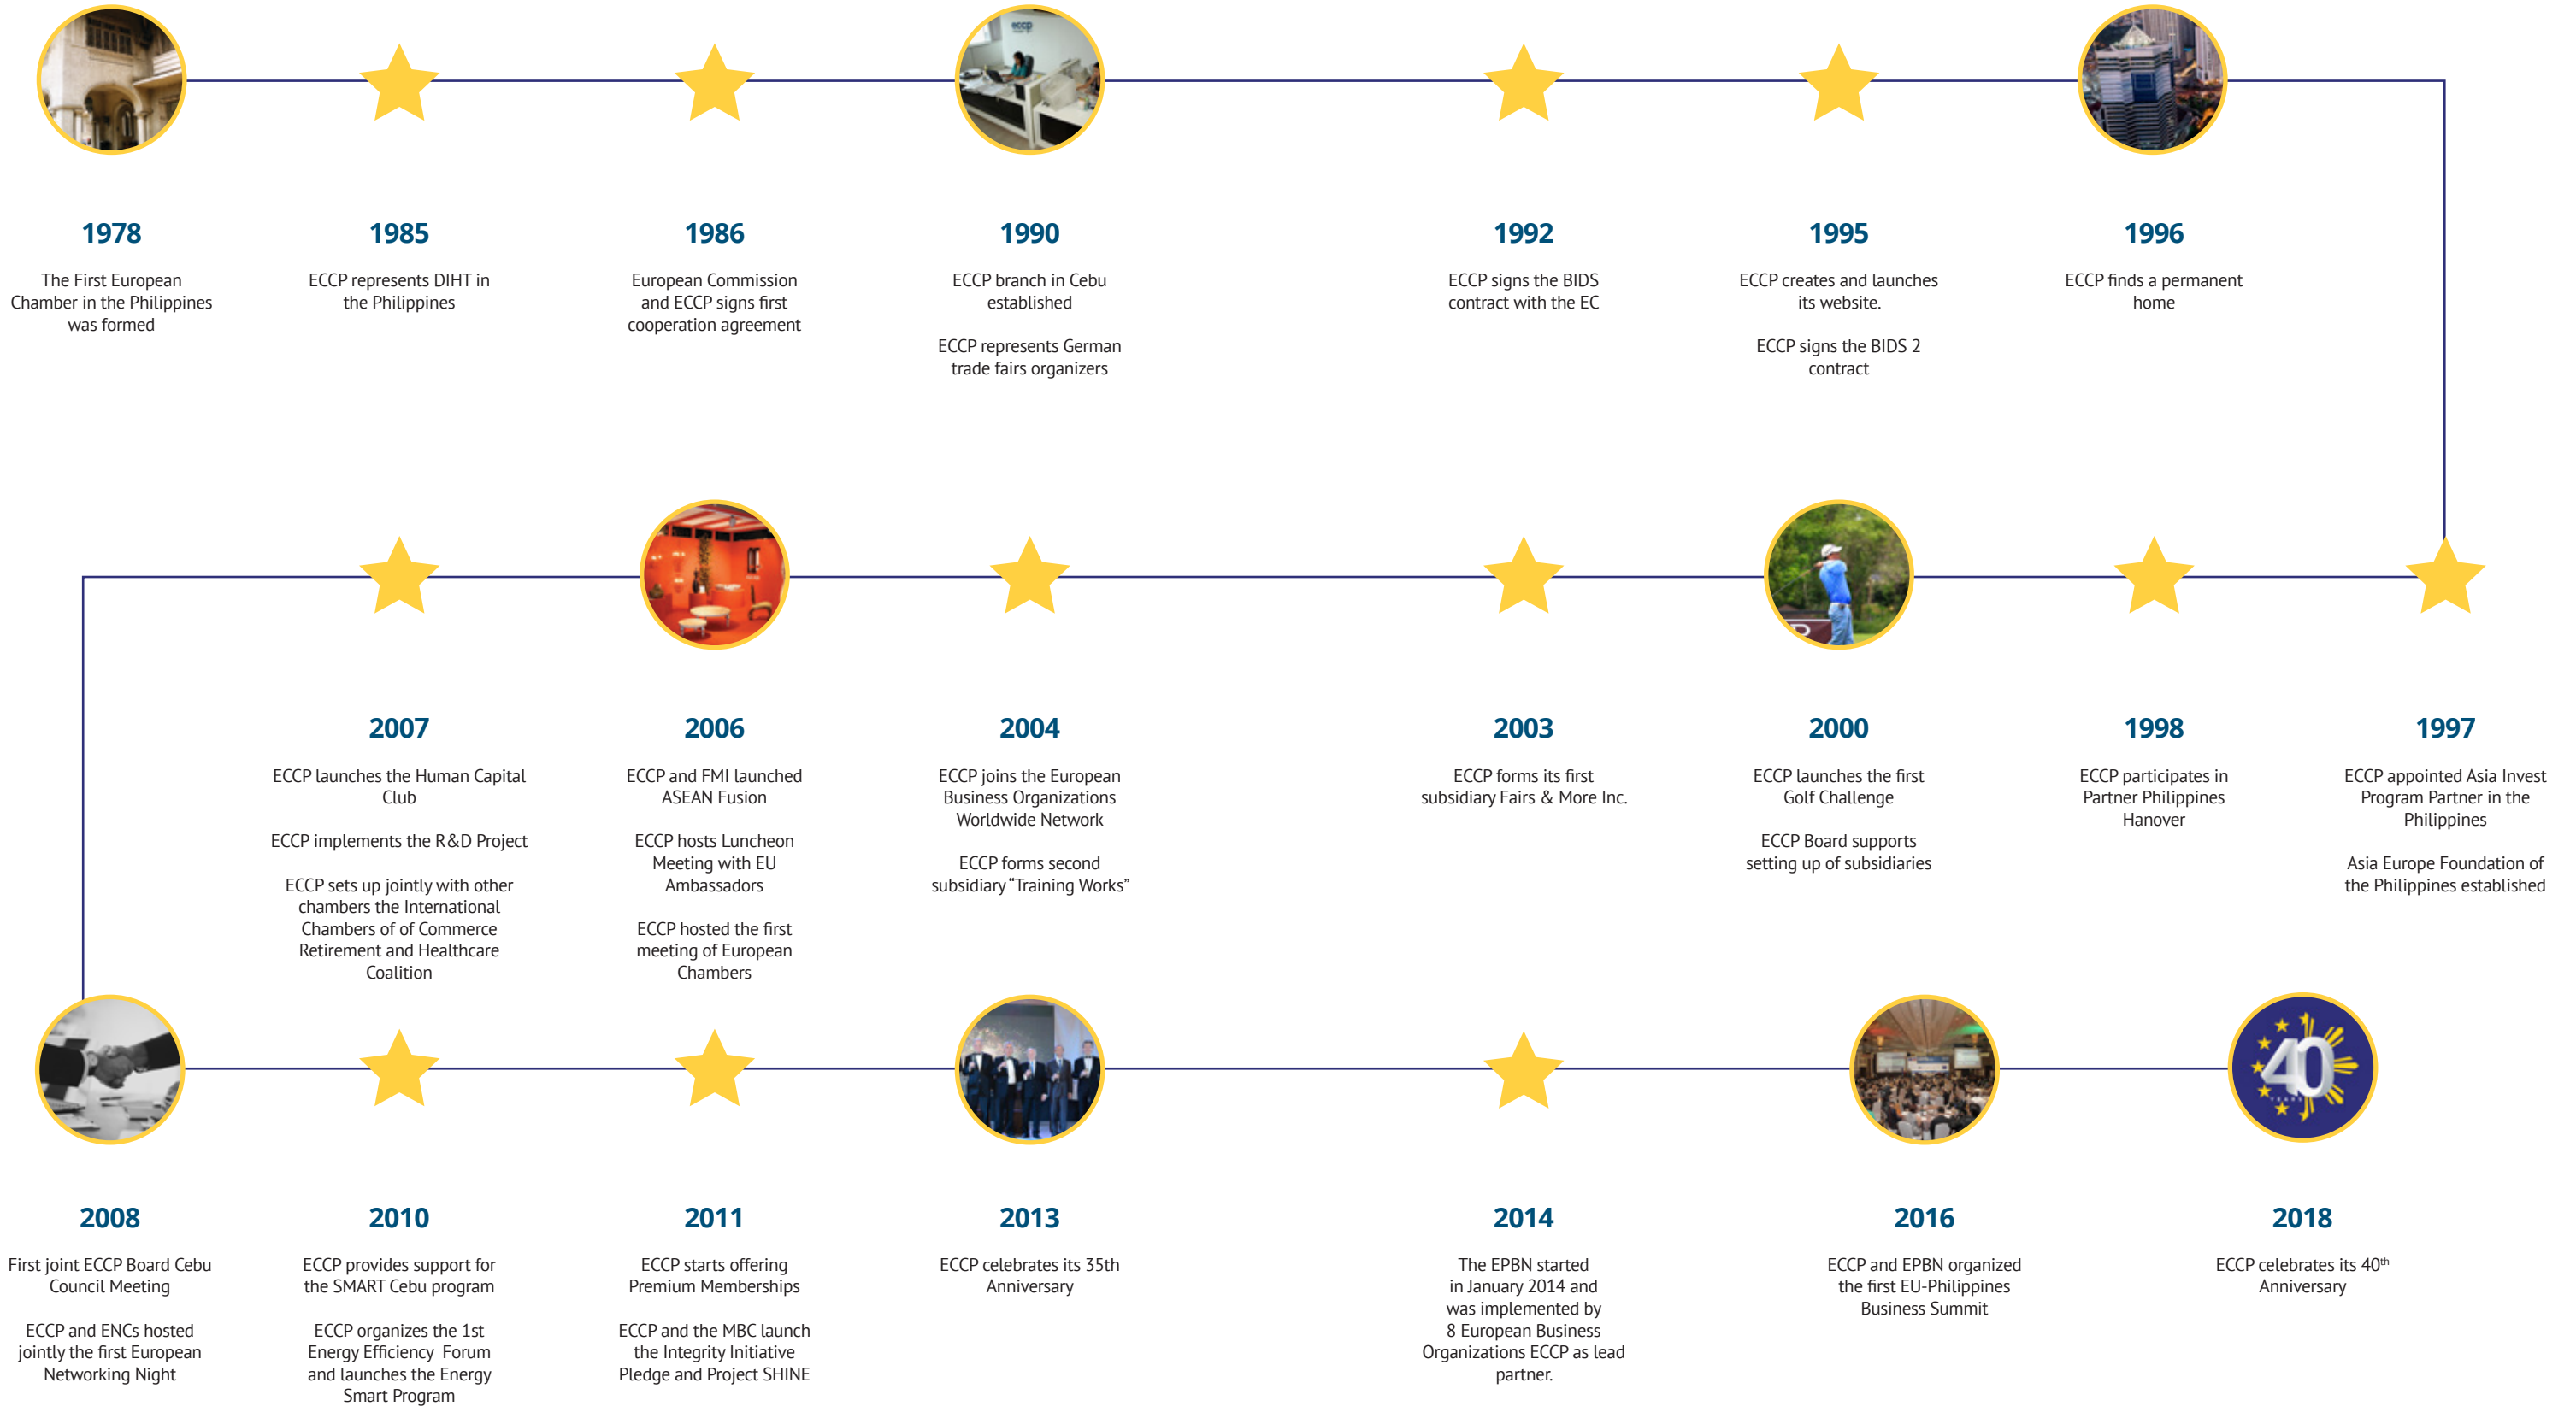 eccp
1978
The First European
Chamber in the Philippines
was formed
1985
ECCP represents DIHT in
the Philippines
1986
European Commission
and ECCP signs first
cooperation agreement
1990
ECCP branch in Cebu
established
ECCP represents German
trade fairs organizers
1992
ECCP signs the BIDS
contract with the EC
1995
ECCP creates and launches
its website.
ECCP signs the BIDS 2
contract
1996
ECCP finds a permanent
home
2007
ECCP launches the Human Capital
Club
ECCP implements the R&D Project
ECCP sets up jointly with other
chambers the International
Chambers of of Commerce
Retirement and Healthcare
Coalition
2006
ECCP and FMI launched
ASEAN Fusion
ECCP hosts Luncheon
Meeting with EU
Ambassadors
ECCP hosted the first
meeting of European
Chambers
2004
ECCP joins the European
Business Organizations
Worldwide Network
ECCP forms second
subsidiary “Training Works”
2003
ECCP forms its first
subsidiary Fairs & More Inc.
2000
ECCP launches the first
Golf Challenge
ECCP Board supports
setting up of subsidiaries
1998
ECCP participates in
Partner Philippines
Hanover
1997
ECCP appointed Asia Invest
Program Partner in the
Philippines
Asia Europe Foundation of
the Philippines established
40
YEARS
2008
First joint ECCP Board Cebu
Council Meeting
ECCP and ENCs hosted
jointly the first European
Networking Night
2010
ECCP provides support for
the SMART Cebu program
ECCP organizes the 1st
Energy Efficiency Forum
and launches the Energy
Smart Program
2011
ECCP starts offering
Premium Memberships
ECCP and the MBC launch
the Integrity Initiative
Pledge and Project SHINE
2013
ECCP celebrates its 35th
Anniversary
2014
The EPBN started
in January 2014 and
was implemented by
8 European Business
Organizations ECCP as lead
partner.
2016
ECCP and EPBN organized
the first EU-Philippines
Business Summit
2018
ECCP celebrates its 40th
Anniversary